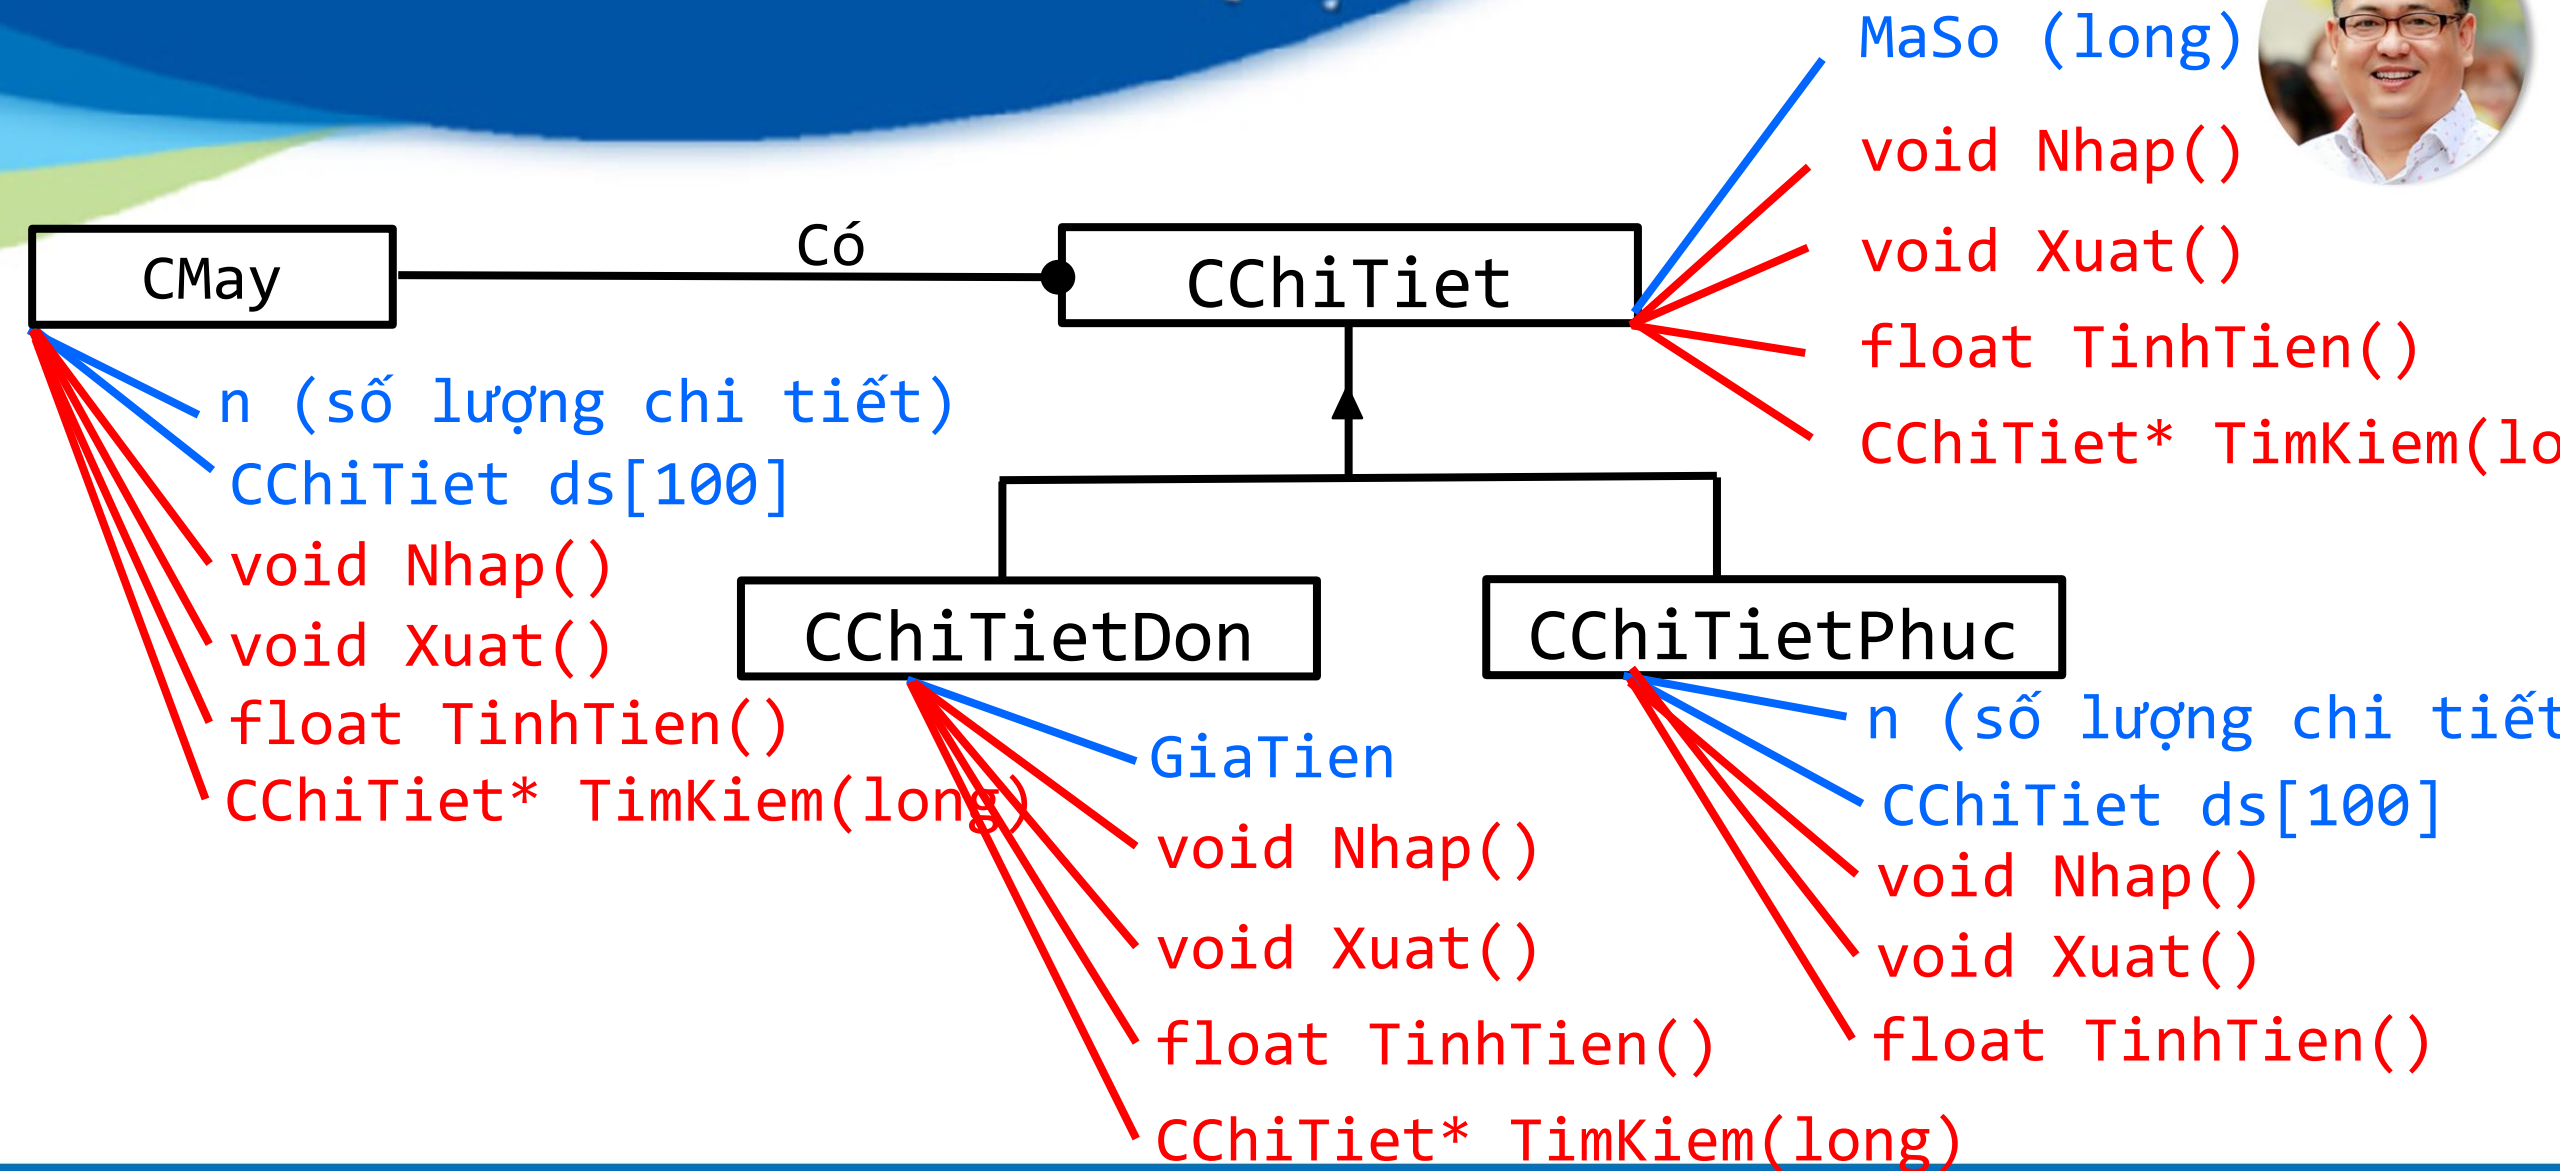 MaSo (long)
void Nhap()
void Xuat()
float TinhTien()
CChiTiet* TimKiem(lo
CMay
Có
CChiTiet
n (số lượng chi tiết)
CChiTiet ds[100]
void Nhap()
void Xuat()
float TinhTien()
CChiTiet* TimKiem(long)
CChiTietDon
GiaTien
void Nhap()
void Xuat()
float TinhTien()
CChiTiet* TimKiem(long)
CChiTietPhuc
n (số lượng chi tiết
CChiTiet ds[100]
void Nhap()
void Xuat()
float TinhTien()